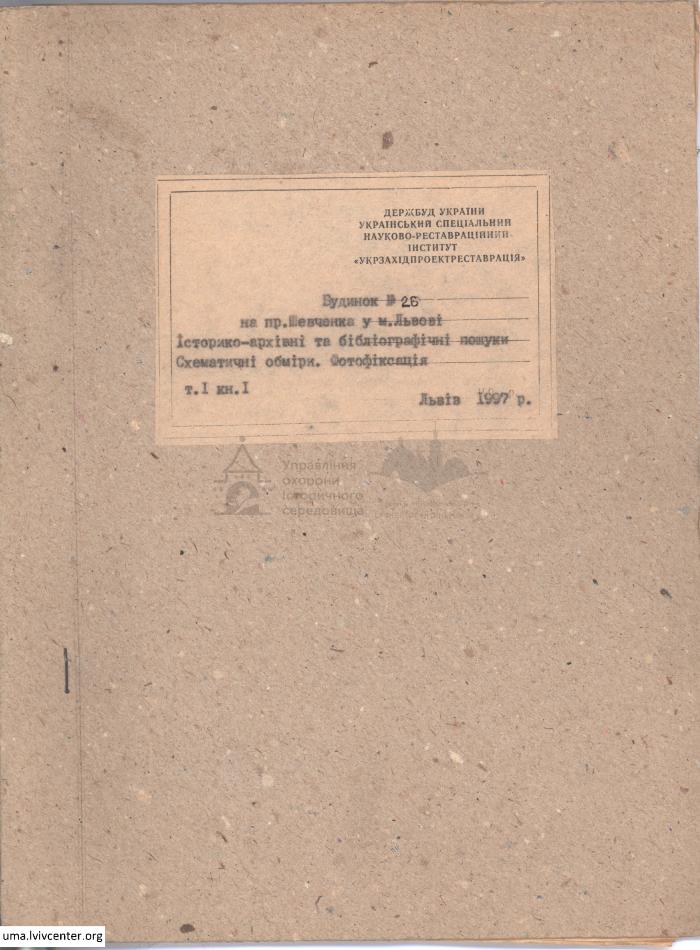 ДЕРЖБУД УКРАЇНИ
УКРАЇНСЬКИЙ СПЕЦІАЛЬНИЙ
НАУКОВО-РЕСТАВРАЦІЙНИЙ
ІНСТИТУТ
«УКРЗАХІДПРОЕКТРЕСТАВРАЦІЯ»
Будинок № 26
на пр.Шевченка у м.Львові
Історико-архівні та бібліографічні пошуки
Схематичні обміри. Фотофіксація
т.І кн.І
Львів 1997 р.
Управління
охорони
історичного
середовища
uma.lvivcenter.org